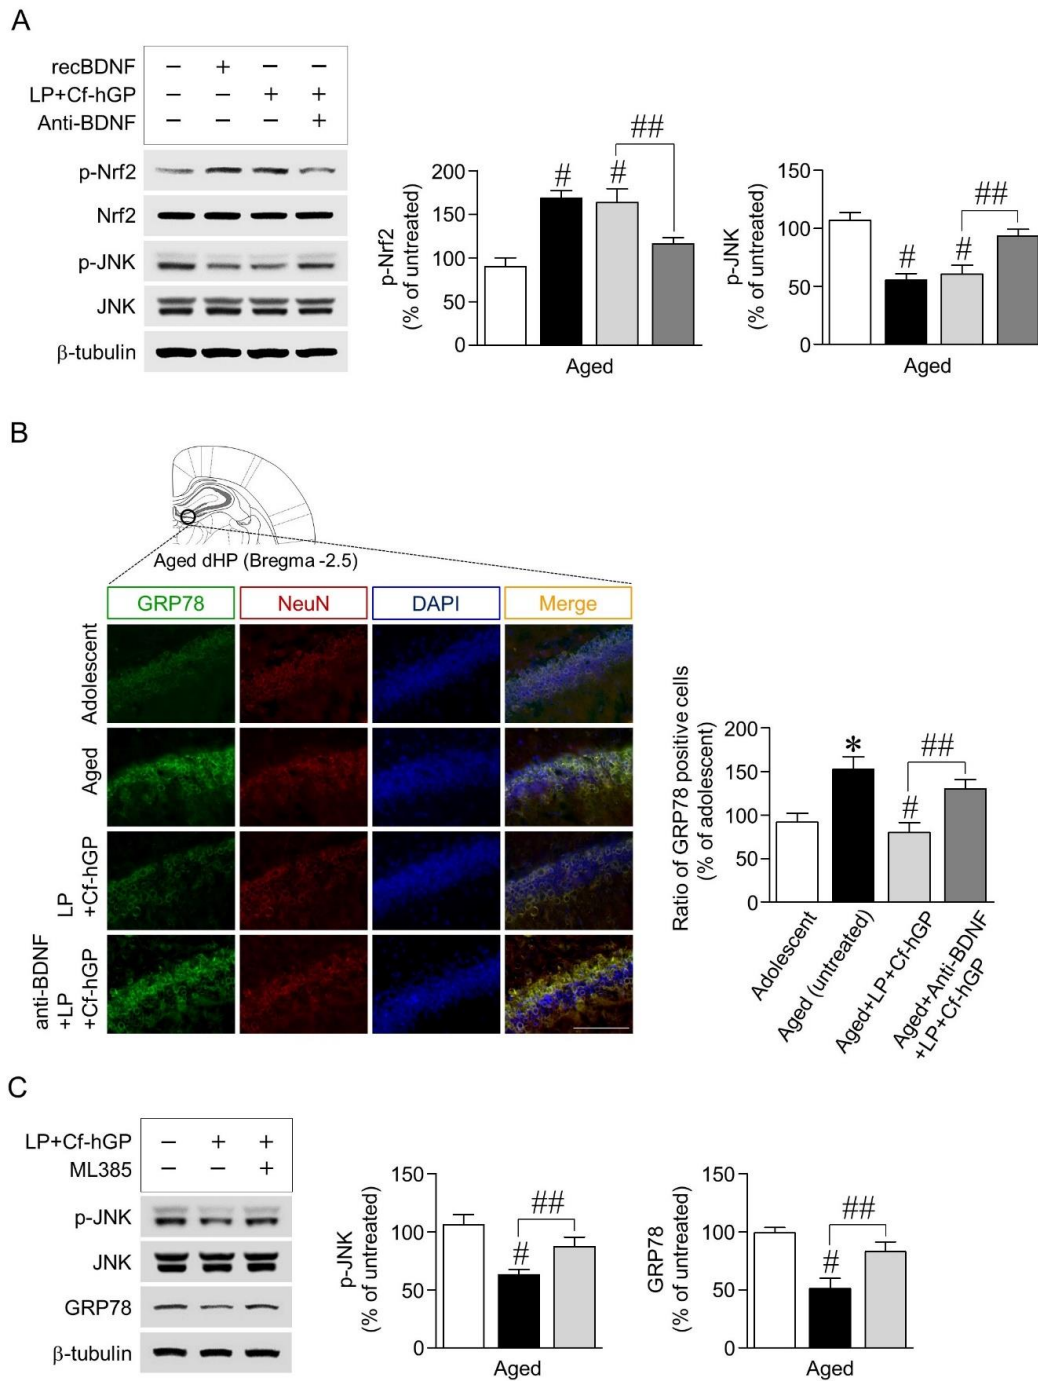 A
recBDNF − + − −
LP+Cf-hGP − − + +
Anti-BDNF − − − +
p-Nrf2
Nrf2
p-JNK
JNK
β-tubulin
p-Nrf2
(% of untreated)
200
150
100
50
0
# # ##
Aged
p-JNK
(% of untreated)
150
100
50
0
# # ##
Aged
B
Aged dHP (Bregma -2.5)
GRP78 NeuN DAPI Merge
Adolescent
Aged
LP
+Cf-hGP
anti-BDNF
+LP
+Cf-hGP
Ratio of GRP78 positive cells
(% of adolescent)
200
150
100
50
0
* # ##
Adolescent
Aged (untreated)
Aged+LP+Cf-hGP
Aged+Anti-BDNF
+LP+Cf-hGP
C
LP+Cf-hGP − + +
ML385 − − +
p-JNK
JNK
GRP78
β-tubulin
p-JNK
(% of untreated)
150
100
50
0
# ##
Aged
GRP78
(% of untreated)
150
100
50
0
# ##
Aged